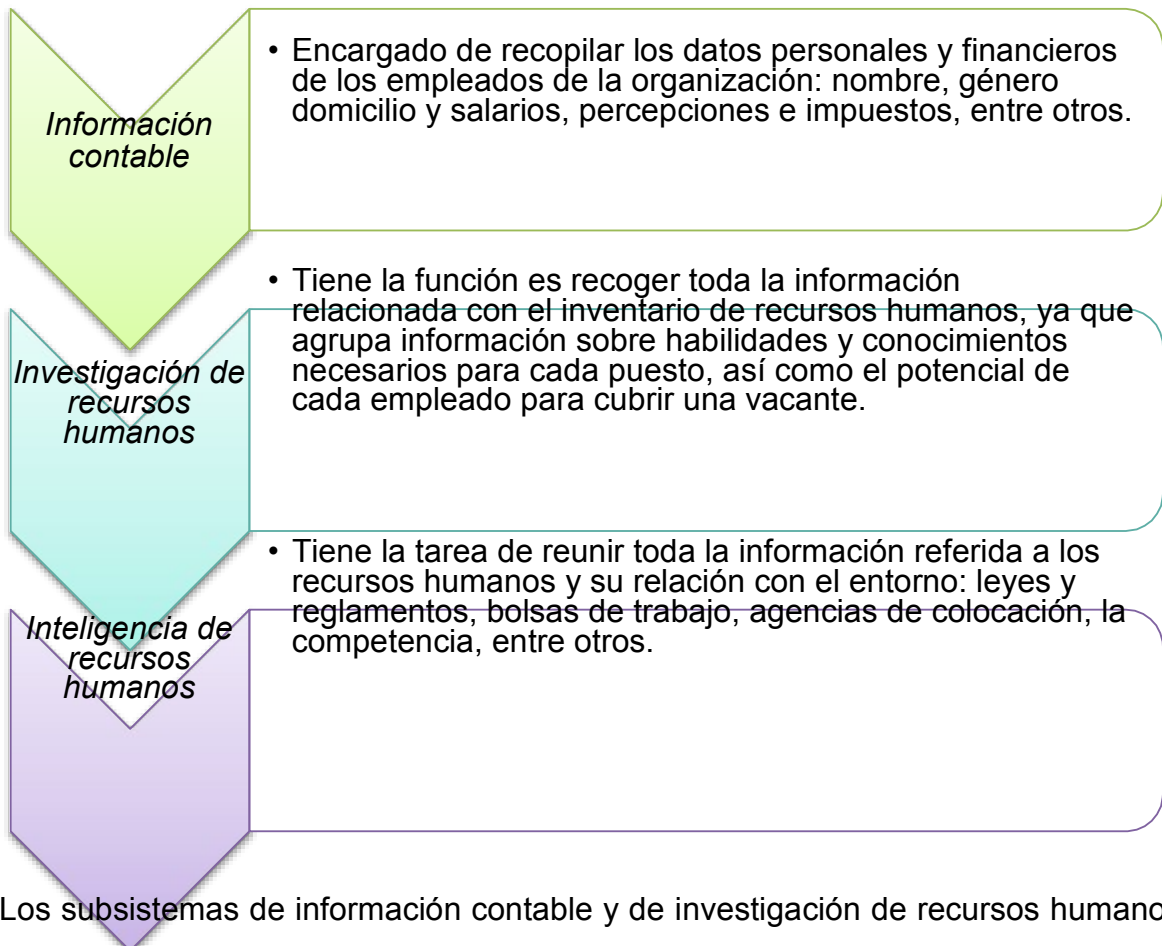 Información
contable
• Encargado de recopilar los datos personales y financieros
de los empleados de la organización: nombre, género
domicilio y salarios, percepciones e impuestos, entre otros.
Investigación de
recursos
humanos
• Tiene la función es recoger toda la información
relacionada con el inventario de recursos humanos, ya que
agrupa información sobre habilidades y conocimientos
necesarios para cada puesto, así como el potencial de
cada empleado para cubrir una vacante.
Inteligencia de
recursos
humanos
• Tiene la tarea de reunir toda la información referida a los
recursos humanos y su relación con el entorno: leyes y
reglamentos, bolsas de trabajo, agencias de colocación, la
competencia, entre otros.
Los subsistemas de información contable y de investigación de recursos humano